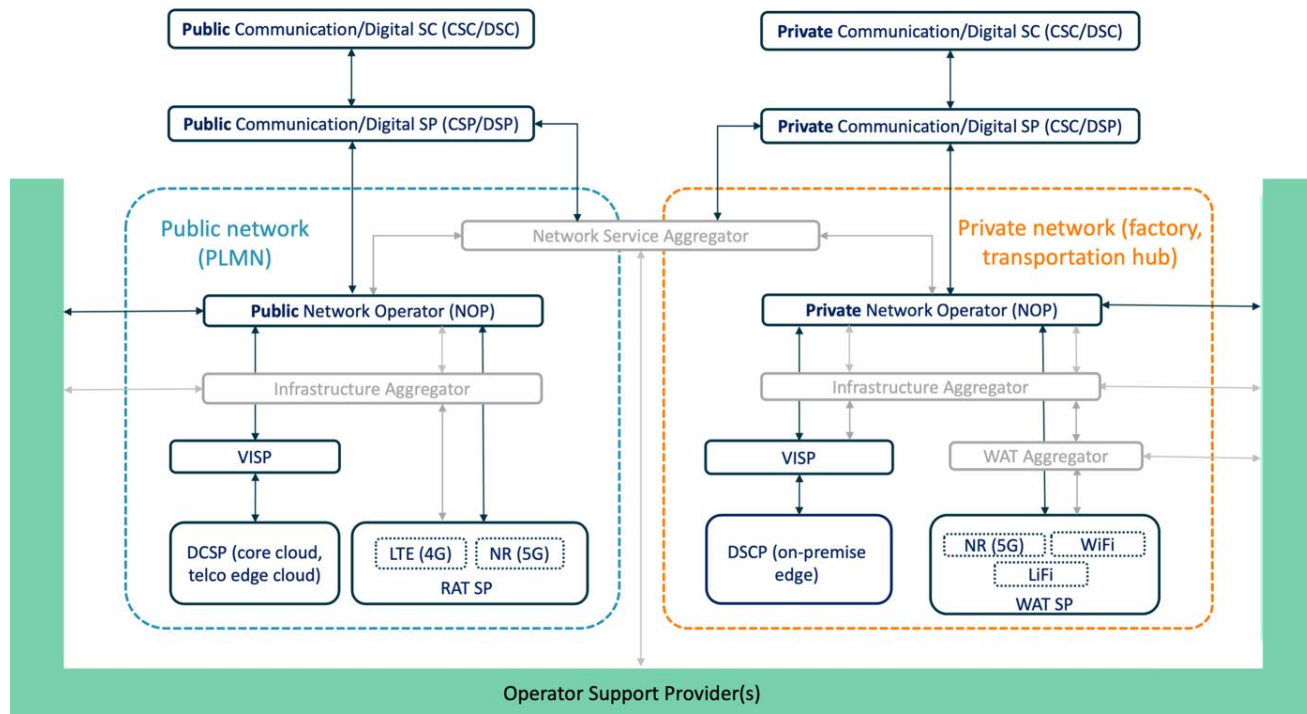 Public Communication/Digital SC (CSC/DSC)
Private Communication/Digital SC (CSC/DSC)
Public Communication/Digital SP (CSP/DSP)
Private Communication/Digital SP (CSC/DSP)
Public network
(PLMN)
Network Service Aggregator
Private network (factory,
transportation hub)
Public Network Operator (NOP)
Private Network Operator (NOP)
Infrastructure Aggregator
Infrastructure Aggregator
VISP
VISP
WAT Aggregator
DCSP (core cloud,
telco edge cloud)
LTE (4G)
NR (5G)
RAT SP
DSCP (on-premise
edge)
NR (5G)
WiFi
LiFi
WAT SP
Operator Support Provider(s)